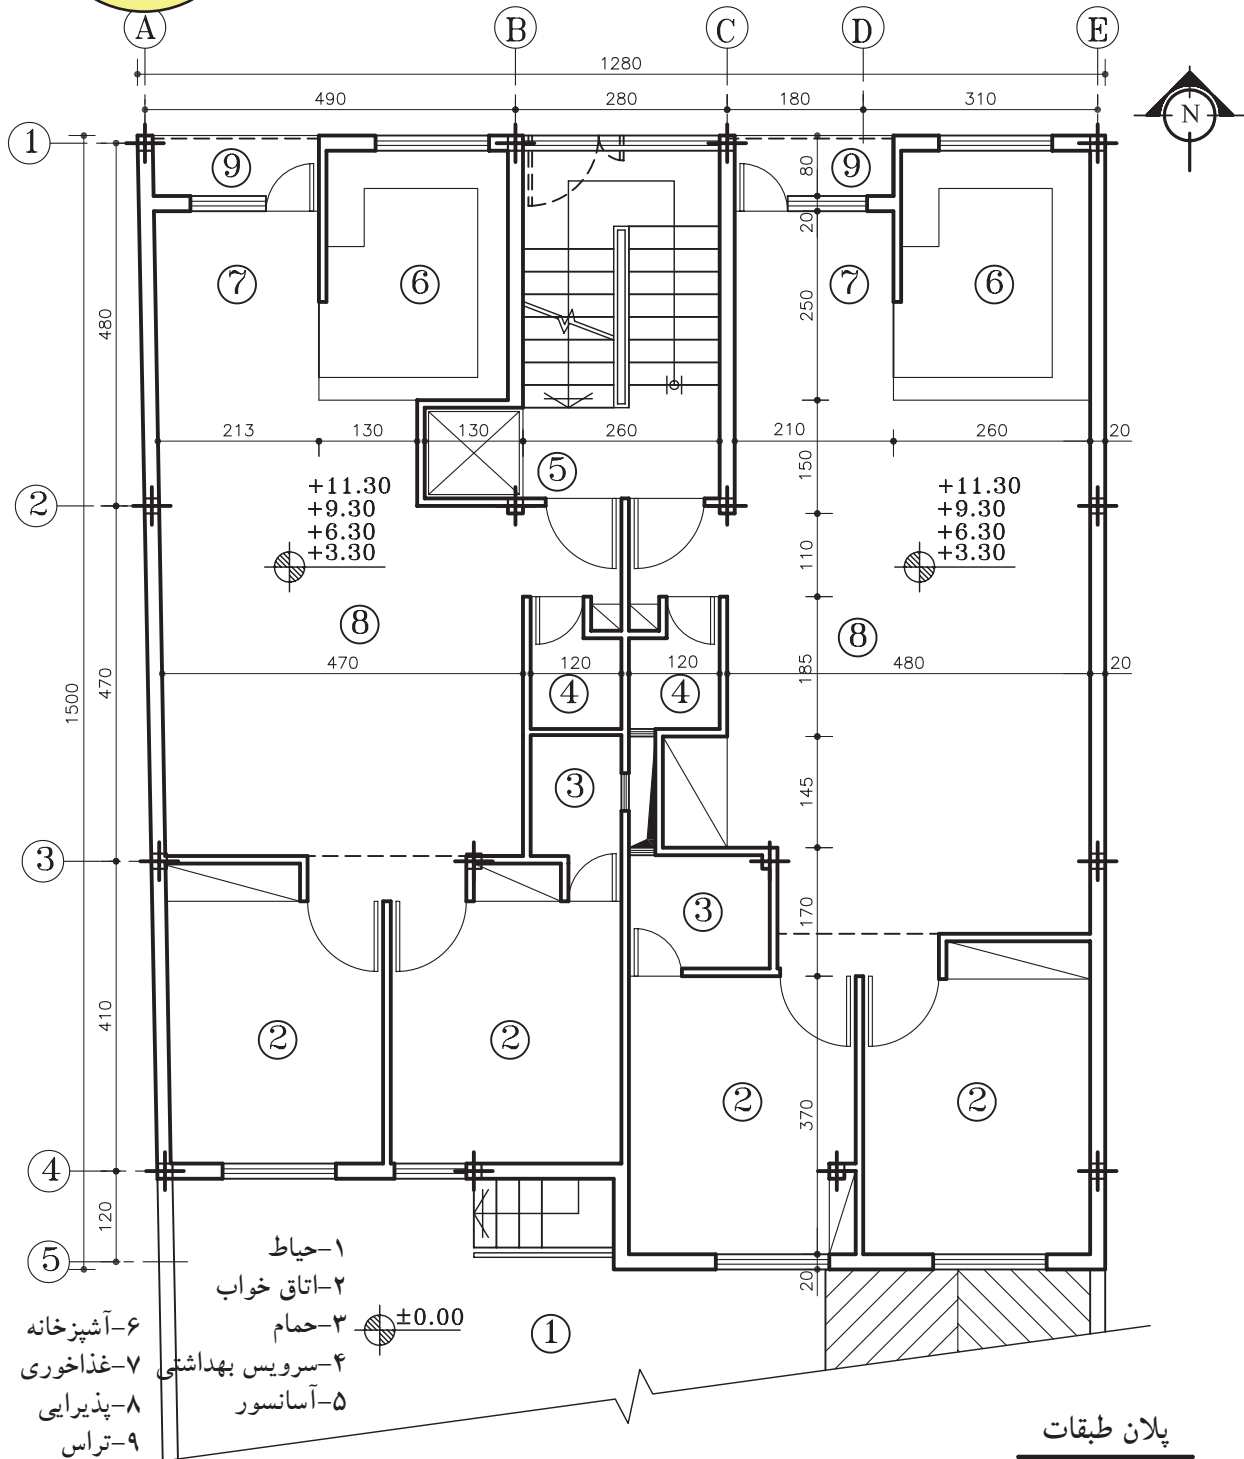 A B C D E
1280
490 280 180 310
N
1
9 9
80
20
7 6 7 6
480 250
213 130 130 260 210 260 20
5
150
2
+11.30 +11.30
+9.30 +9.30
+6.30 +6.30
+3.30 +3.30
110
8 8
470 120 120 480 20
4 4
185
470
1500
3
145
3
3
170
410
2 2
2 2
370
4
120
5
20
۱-حیاط
۲-اتاق خواب
۳-حمام
۴-سرویس بهداشتی
۵-آسانسور
۶-آشپزخانه
۷-غذاخوری
۸-پذیرایی
۹-تراس
±0.00
1
پلان طبقات